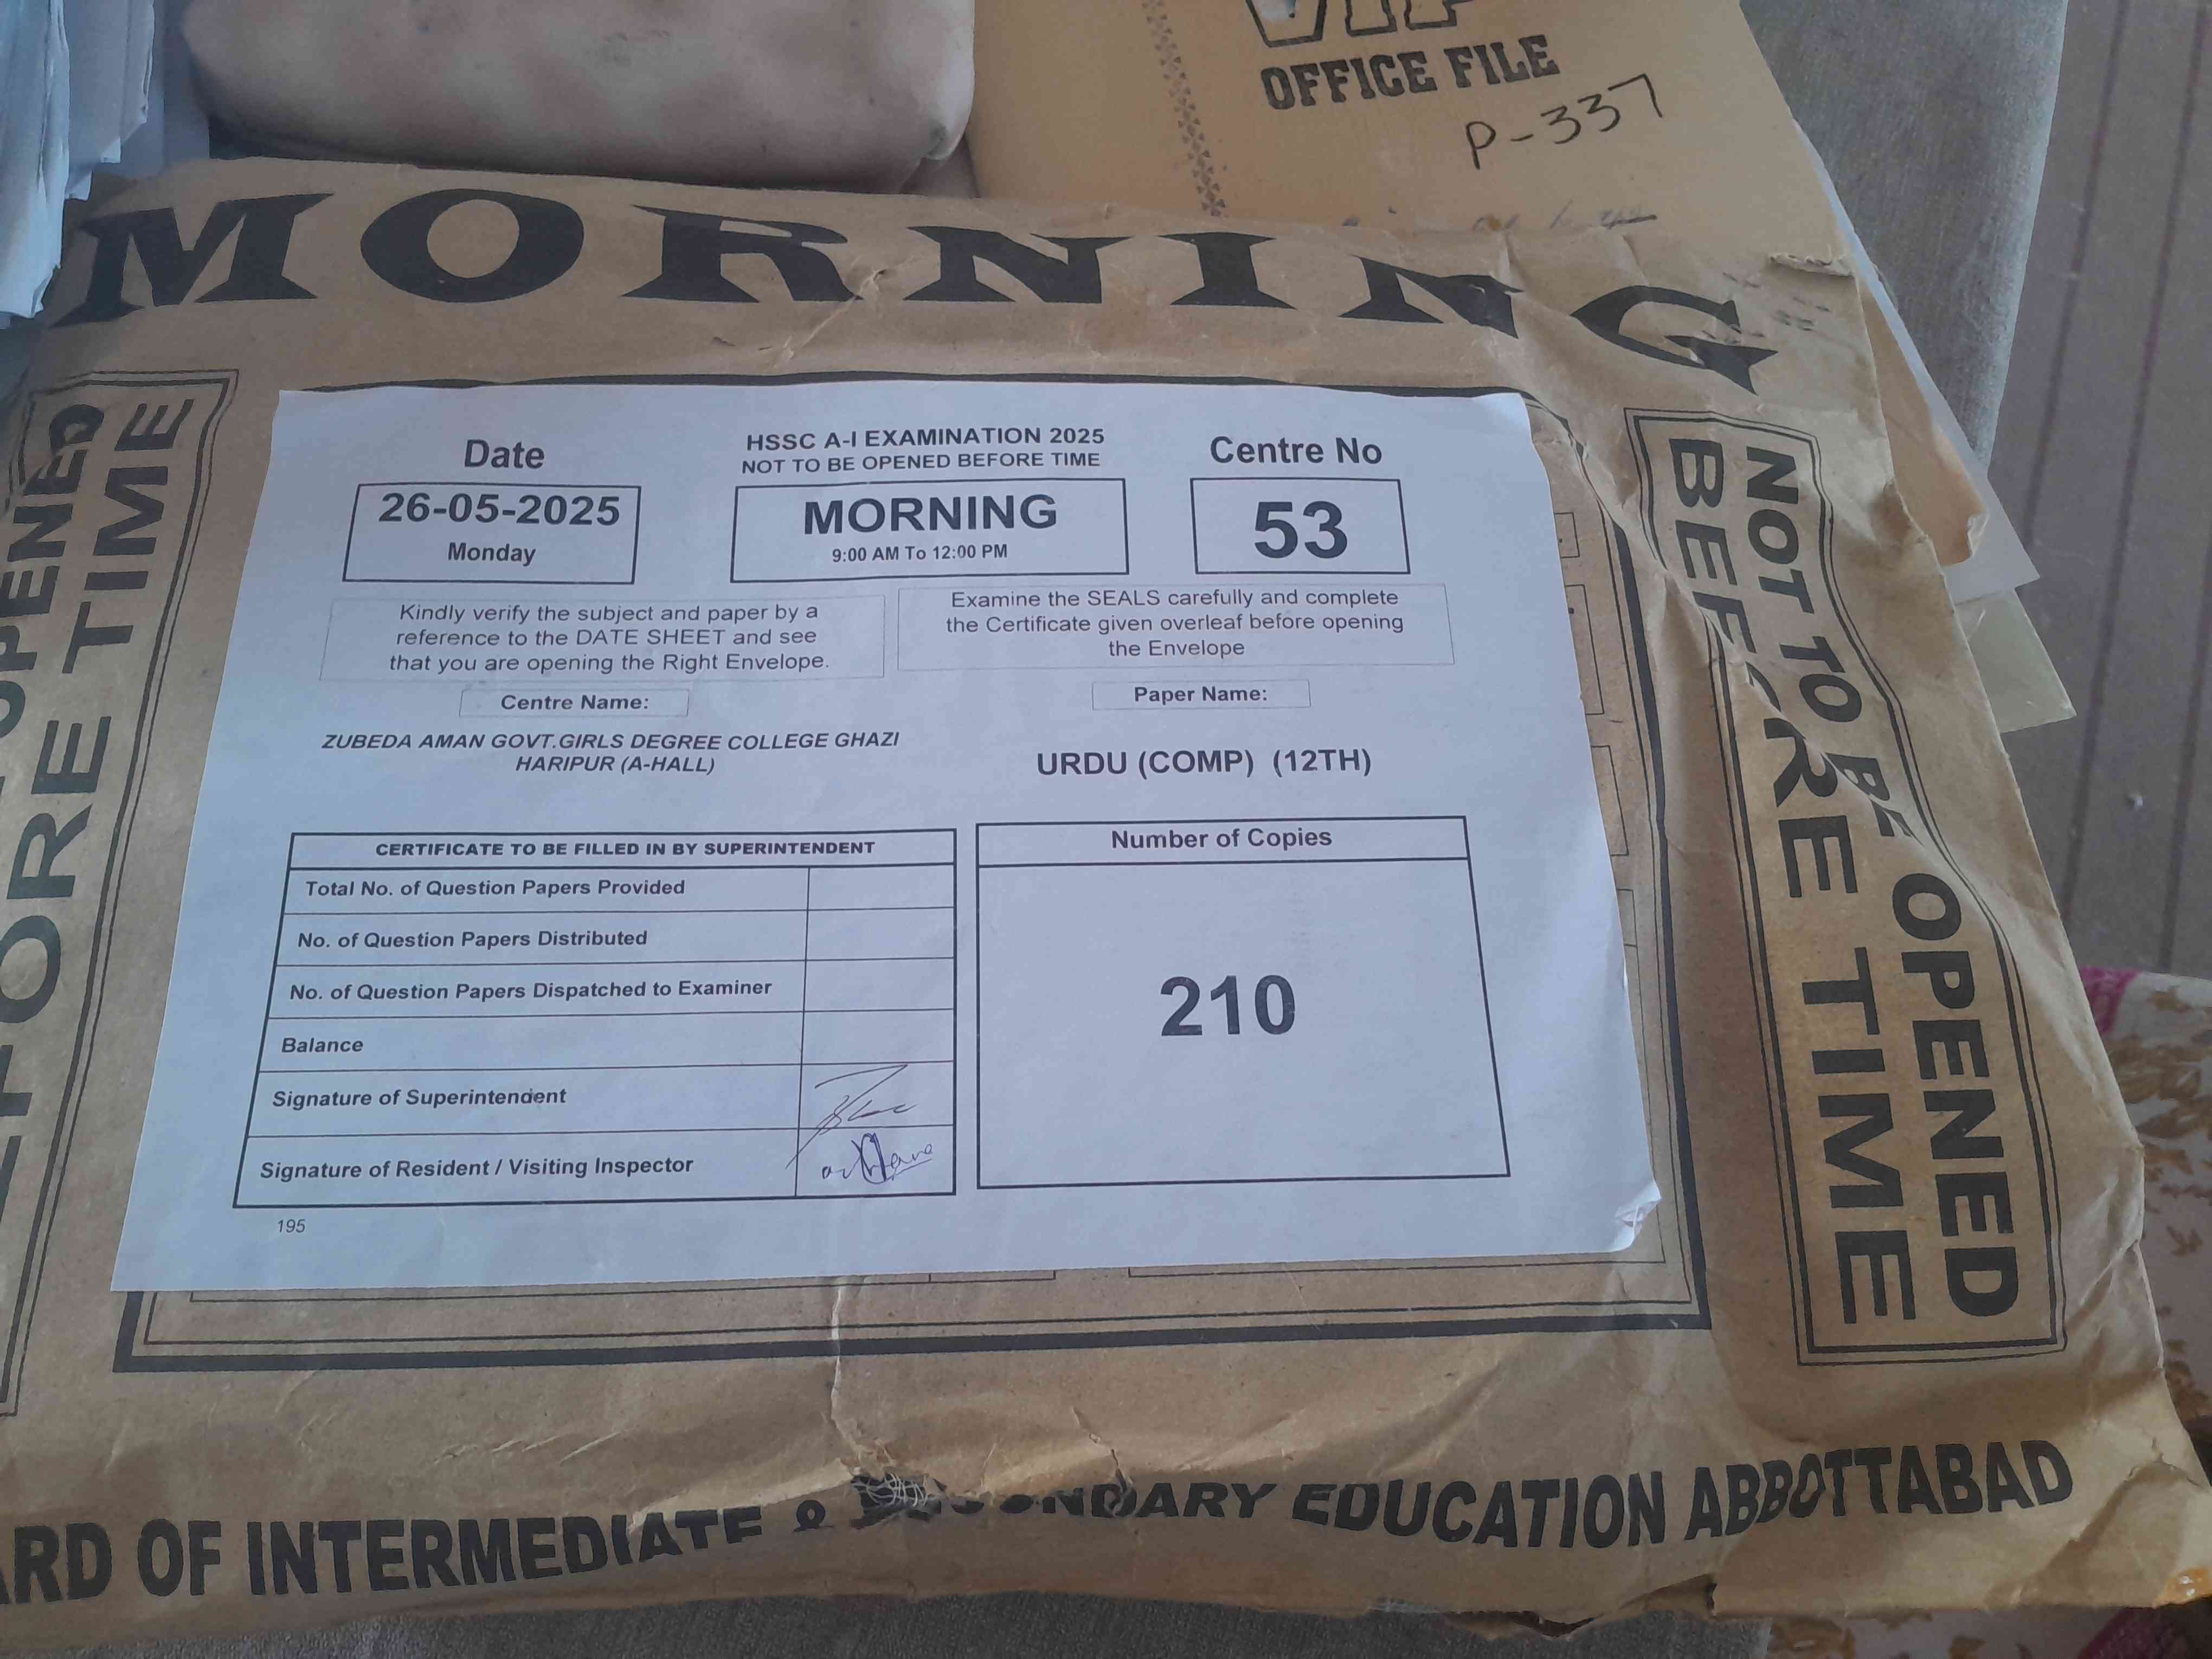 OFFICE FILE
P-337
MORNING
OPENED
BEFORE TIME
NOT TO BE OPENED
BEFORE TIME
Date
26-05-2025
Monday
HSSC A-I EXAMINATION 2025
NOT TO BE OPENED BEFORE TIME
MORNING
9:00 AM To 12:00 PM
Centre No
53
Kindly verify the subject and paper by a
reference to the DATE SHEET and see
that you are opening the Right Envelope.
Examine the SEALS carefully and complete
the Certificate given overleaf before opening
the Envelope
Centre Name:
ZUBEDA AMAN GOVT.GIRLS DEGREE COLLEGE GHAZI
HARIPUR (A-HALL)
Paper Name:
URDU (COMP) (12TH)
CERTIFICATE TO BE FILLED IN BY SUPERINTENDENT
Total No. of Question Papers Provided
No. of Question Papers Distributed
No. of Question Papers Dispatched to Examiner
Balance
Signature of Superintendent
Signature of Resident / Visiting Inspector
Number of Copies
210
195
ARD OF INTERMEDIATE & SECONDARY EDUCATION ABBOTTABAD